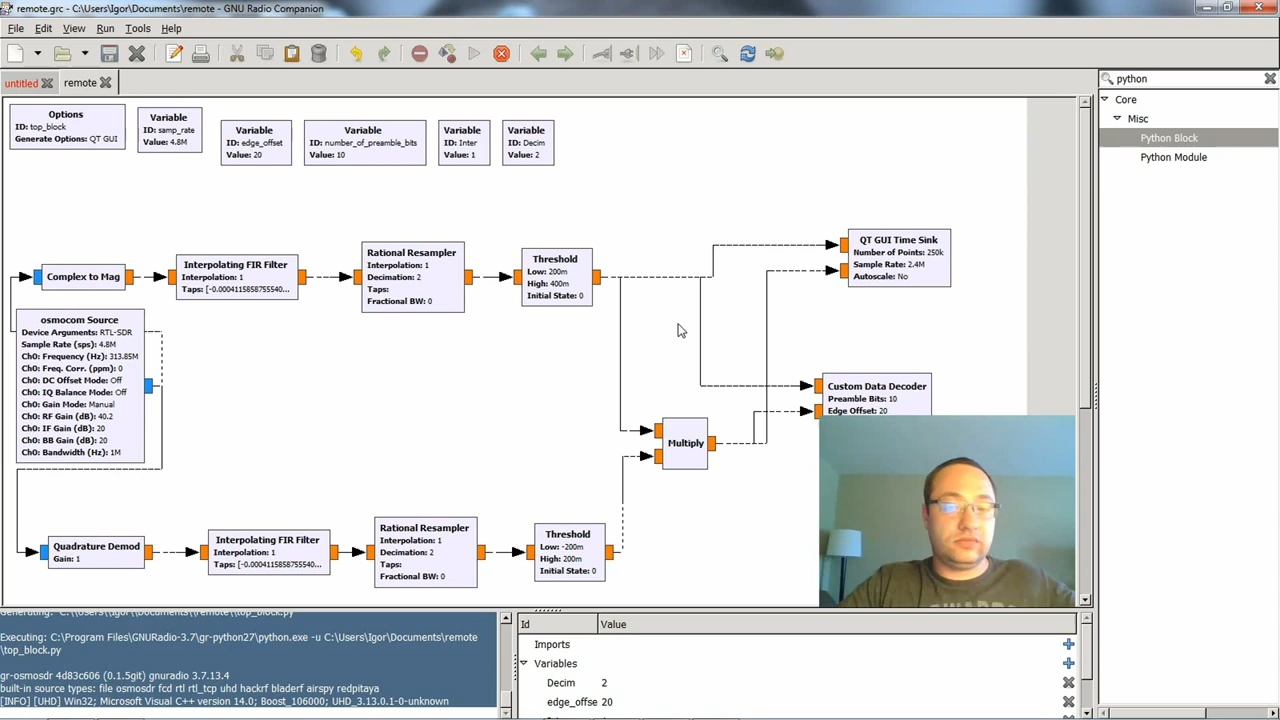 remote.grc - C:\Users\Igor\Documents\remote - GNU Radio Companion
File Edit View Run Tools Help
untitled remote
python
Core
Misc
Python Block
Python Module
Options
ID: top_block
Generate Options: QT GUI
Variable
ID: samp_rate
Value: 4.8M
Variable
ID: edge_offset
Value: 20
Variable
ID: number_of_preamble_bits
Value: 10
Variable
ID: Inter
Value: 1
Variable
ID: Decim
Value: 2
Complex to Mag
Interpolating FIR Filter
Interpolation: 1
Taps: [-0.0004115858755540...
Rational Resampler
Interpolation: 1
Decimation: 2
Taps:
Fractional BW: 0
Threshold
Low: 200m
High: 400m
Initial State: 0
QT GUI Time Sink
Number of Points: 250k
Sample Rate: 2.4M
Autoscale: No
osmocom Source
Device Arguments: RTL-SDR
Sample Rate (sps): 4.8M
Ch0: Frequency (Hz): 313.85M
Ch0: Freq. Corr. (ppm): 0
Ch0: DC Offset Mode: Off
Ch0: IQ Balance Mode: Off
Ch0: Gain Mode: Manual
Ch0: RF Gain (dB): 40.2
Ch0: IF Gain (dB): 20
Ch0: BB Gain (dB): 20
Ch0: Bandwidth (Hz): 1M
Custom Data Decoder
Preamble Bits: 10
Edge Offset: 20
Multiply
Quadrature Demod
Gain: 1
Interpolating FIR Filter
Interpolation: 1
Taps: [-0.0004115858755540...
Rational Resampler
Interpolation: 1
Decimation: 2
Taps:
Fractional BW: 0
Threshold
Low: -200m
High: 200m
Initial State: 0
Generating: 'C:\\Users\\Igor\\Documents\\remote\\top_block.py'
Executing: C:\Program Files\GNURadio-3.7\gr-python27\python.exe -u C:\Users\Igor\Documents\remote
\top_block.py
gr-osmosdr 4d83c606 (0.1.5git) gnuradio 3.7.13.4
built-in source types: file osmosdr fcd rtl rtl_tcp uhd hackrf bladerf airspy redpitaya
[INFO] [UHD] Win32; Microsoft Visual C++ version 14.0; Boost_106000; UHD_3.13.0.1-0-unknown
Id Value
Imports
Variables
Decim 2
edge_offse 20